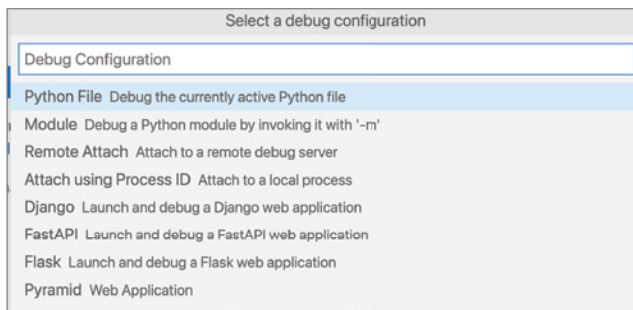 Select a debug configuration
Debug Configuration
Python File Debug the currently active Python file
Module Debug a Python module by invoking it with '-m'
Remote Attach Attach to a remote debug server
Attach using Process ID Attach to a local process
Django Launch and debug a Django web application
FastAPI Launch and debug a FastAPI web application
Flask Launch and debug a Flask web application
Pyramid Web Application